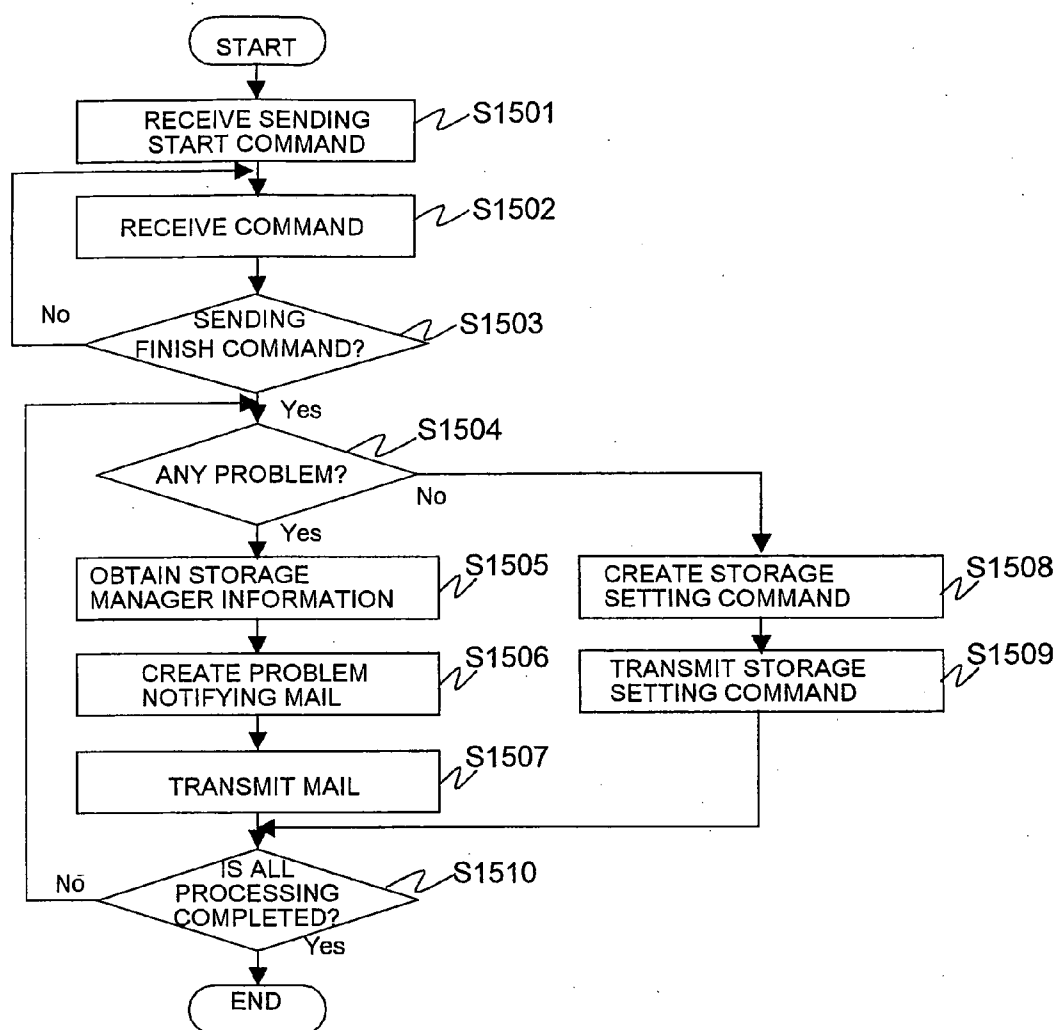 START
RECEIVE SENDING
START COMMAND
S1501
RECEIVE COMMAND
S1502
No
SENDING
FINISH COMMAND?
S1503
Yes
S1504
ANY PROBLEM?
No
Yes
OBTAIN STORAGE
MANAGER INFORMATION
S1505
CREATE STORAGE
SETTING COMMAND
S1508
CREATE PROBLEM
NOTIFYING MAIL
S1506
TRANSMIT STORAGE
SETTING COMMAND
S1509
TRANSMIT MAIL
S1507
No
IS ALL
PROCESSING
COMPLETED?
S1510
Yes
END